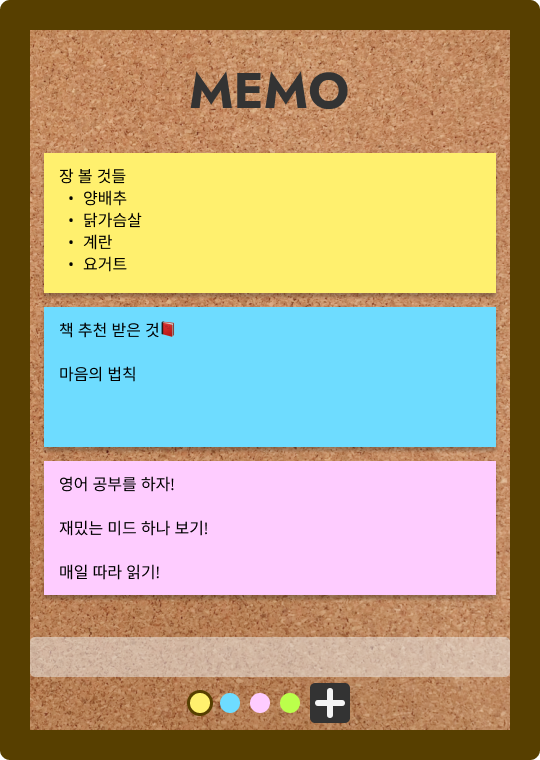 MEMO
장 볼 것들
• 양배추
• 닭가슴살
• 계란
• 요거트
책 추천 받은 것📕
마음의 법칙
영어 공부를 하자!
재밌는 미드 하나 보기!
매일 따라 읽기!